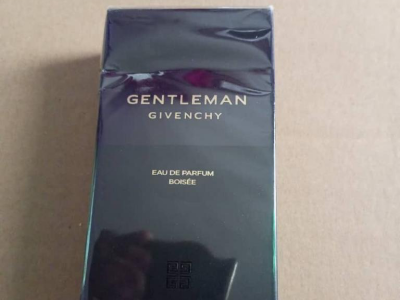 GENTLEMAN
GIVENCHY
EAU DE PARFUM
BOISÉE